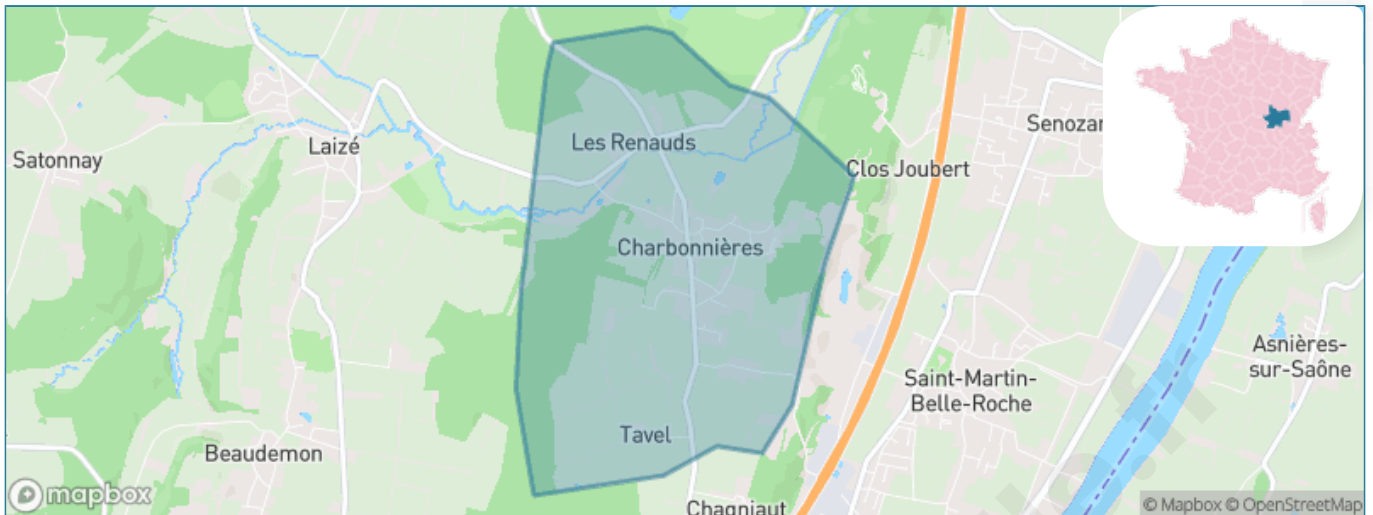 Senozan
Les Renauds
Laizé
Satonnay
Clos Joubert
Charbonnières
Asnières-
sur-Saône
Saint-Martin-
Belle-Roche
Tavel
Beaudemon
mapbox
Chagniaut
© Mapbox © OpenStreetMap